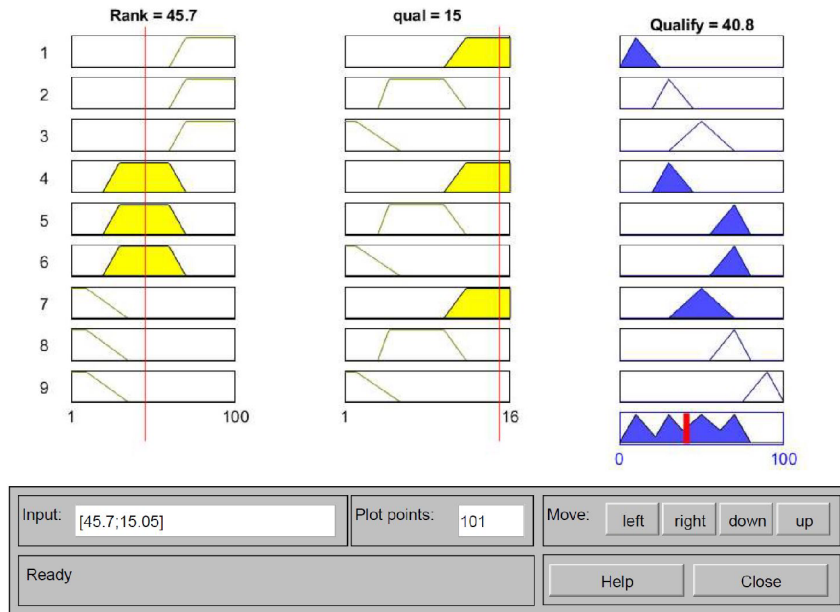 Rank = 45.7 qual = 15 Qualify = 40.8
1
2
3
4
5
6
7
8
9
1 100 1 16
0 100
Input: [45.7;15.05] Plot points: 101 Move: left right down up
Ready Help Close